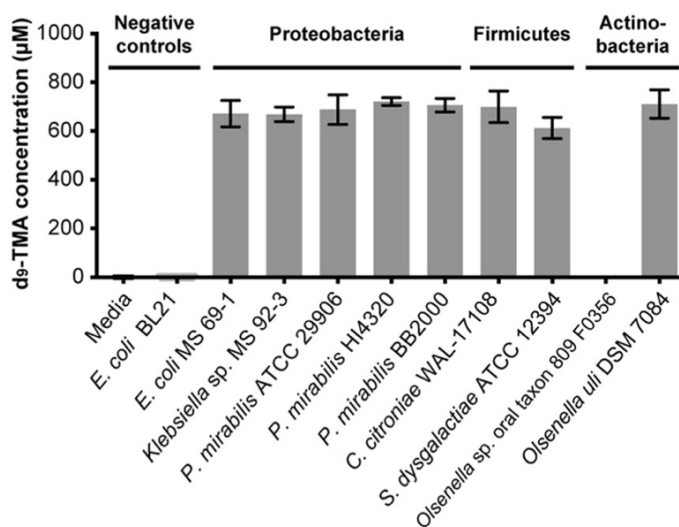 Negative controls
Proteobacteria
Firmicutes
Actino-
bacteria
d9-TMA concentration (µM)
1000
800
600
400
200
0
Media
E. coli BL21
E. coli MS 69-1
Klebsiella sp. MS 92-3
P. mirabilis ATCC 29906
P. mirabilis HI4320
P. mirabilis BB2000
C. citroniae WAL-17108
S. dysgalactiae ATCC 12394
Olsenella sp. oral taxon 809 F0356
Olsenella uli DSM 7084